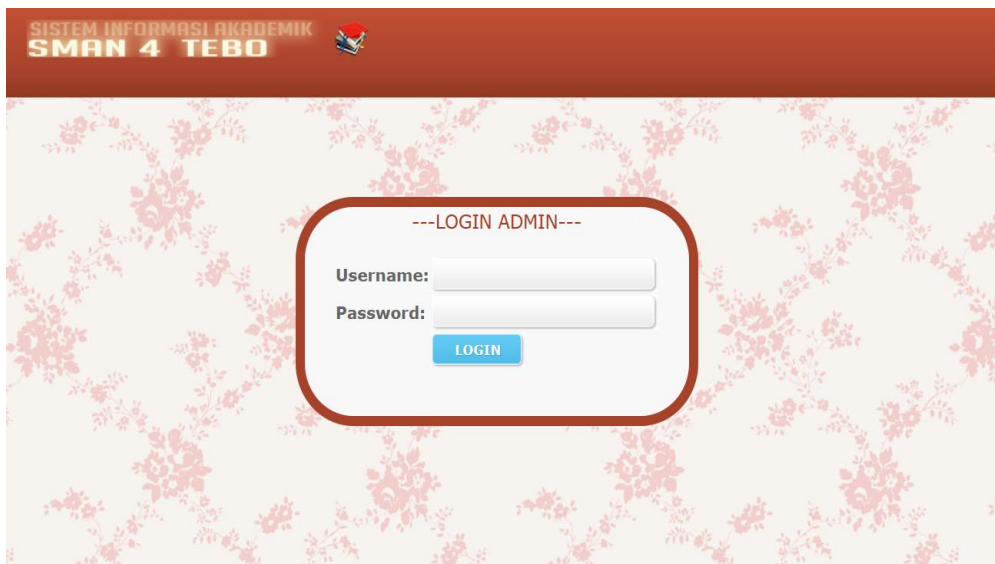 SISTEM INFORMASI AKADEMIK
SMAN 4 TEBO
---LOGIN ADMIN---
Username:
Password:
LOGIN